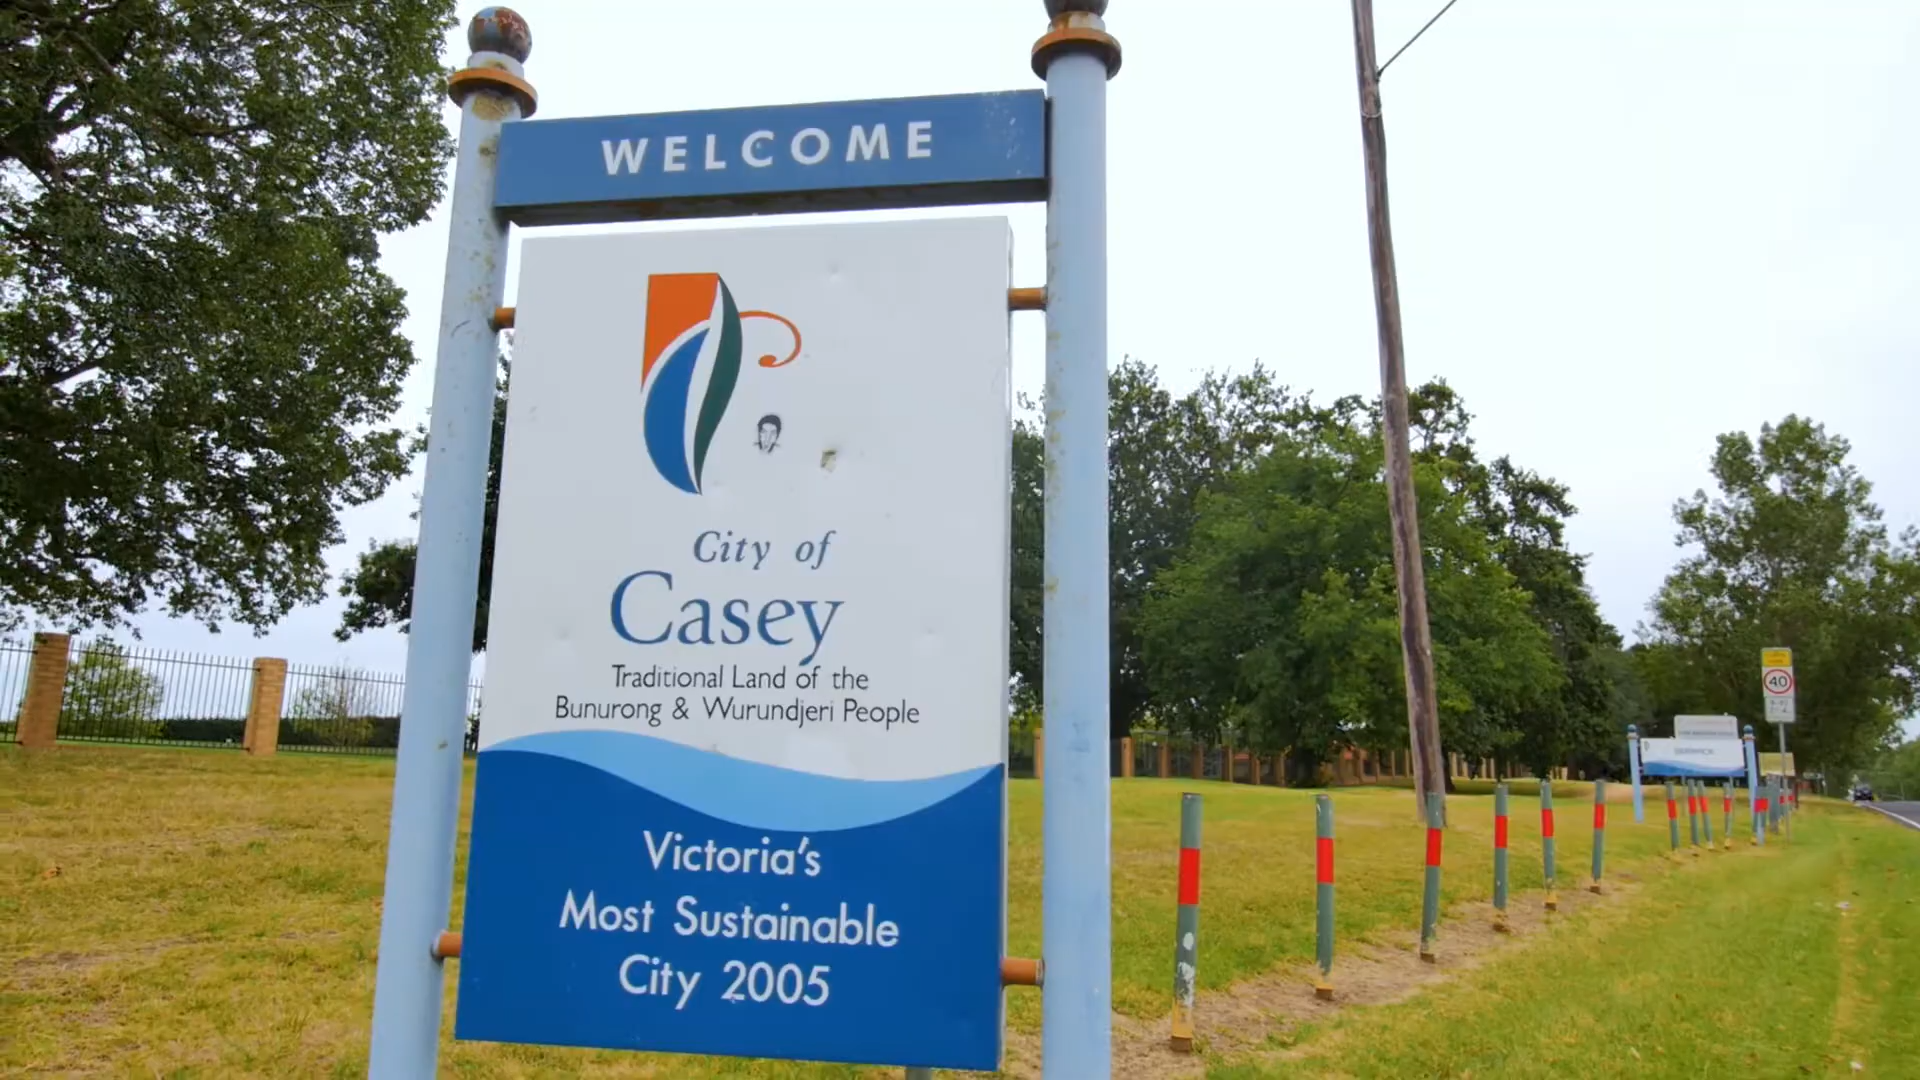 WELCOME
City of
Casey
Traditional Land of the
Bunurong & Wurundjeri People
Victoria's
Most Sustainable
City 2005
40